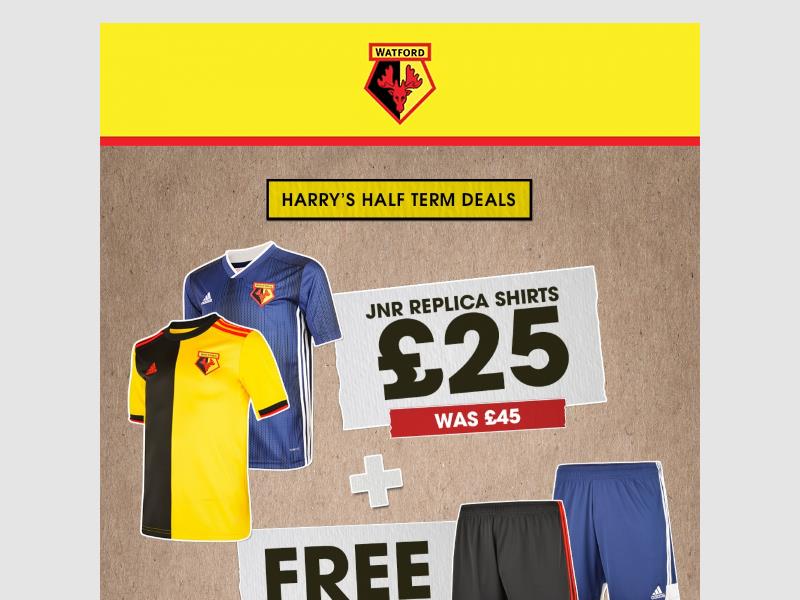 WATFORD
HARRY'S HALF TERM DEALS
JNR REPLICA SHIRTS
£25
WAS £45
FREE